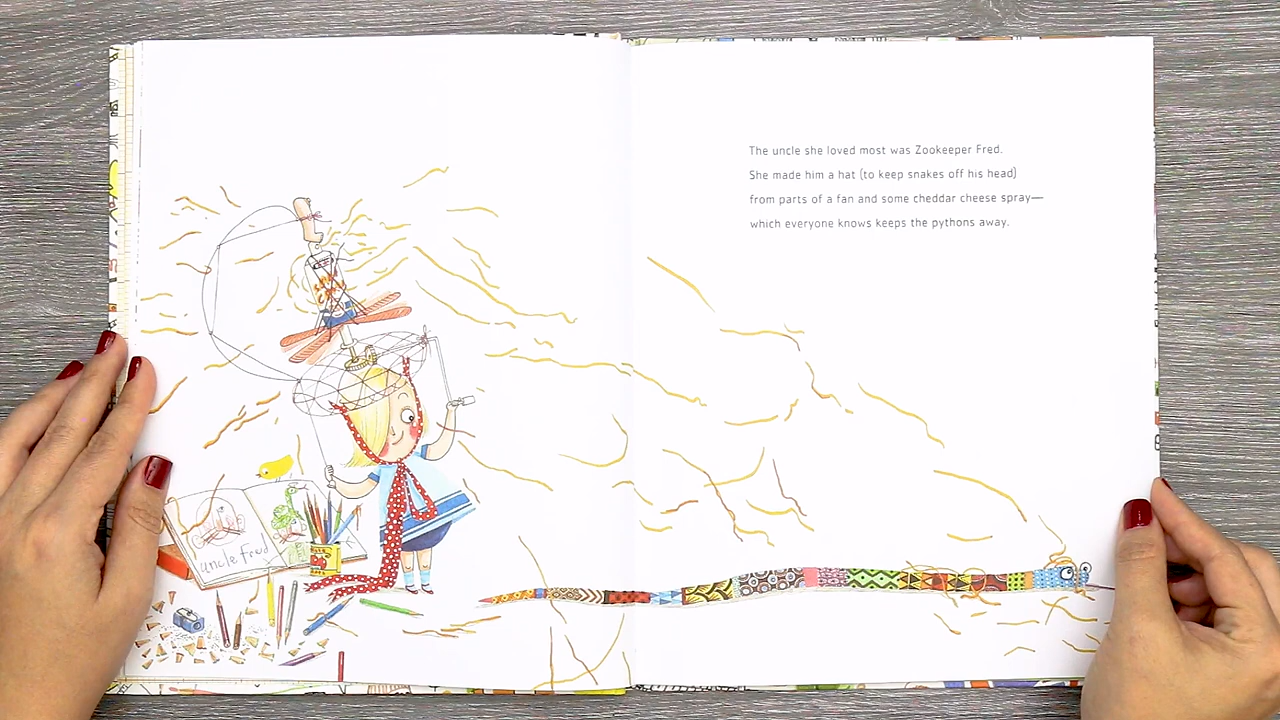 uncle fred
The uncle she loved most was Zookeeper Fred.
She made him a hat (to keep snakes off his head)
from parts of a fan and some cheddar cheese spray—
which everyone knows keeps the pythons away.